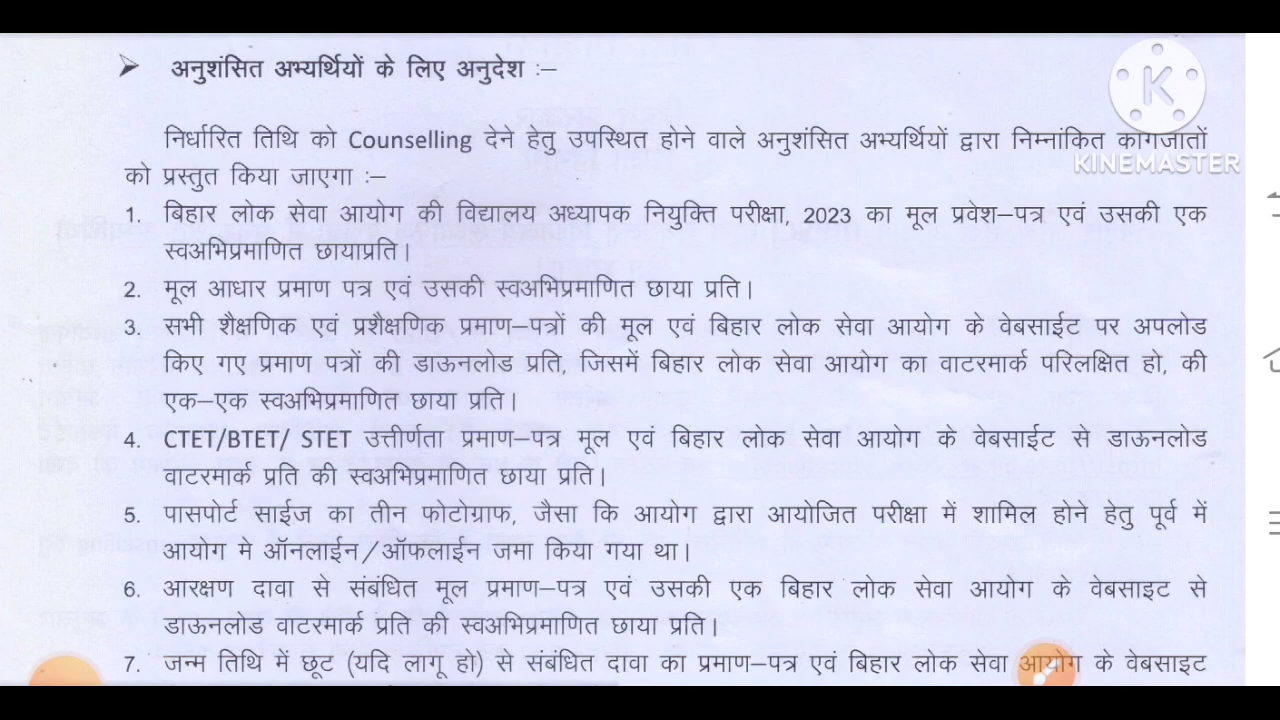 ➤ अनुशंसित अभ्यर्थियों के लिए अनुदेश :–
निर्धारित तिथि को Counselling देने हेतु उपस्थित होने वाले अनुशंसित अभ्यर्थियों द्वारा निम्नांकित कागजातों
को प्रस्तुत किया जाएगा :–
1. बिहार लोक सेवा आयोग की विद्यालय अध्यापक नियुक्ति परीक्षा, 2023 का मूल प्रवेश–पत्र एवं उसकी एक
स्वअभिप्रमाणित छायाप्रति।
2. मूल आधार प्रमाण पत्र एवं उसकी स्वअभिप्रमाणित छाया प्रति।
3. सभी शैक्षणिक एवं प्रशैक्षणिक प्रमाण–पत्रों की मूल एवं बिहार लोक सेवा आयोग के वेबसाईट पर अपलोड
किए गए प्रमाण पत्रों की डाऊनलोड प्रति, जिसमें बिहार लोक सेवा आयोग का वाटरमार्क परिलक्षित हो, की
एक–एक स्वअभिप्रमाणित छाया प्रति।
4. CTET/BTET/ STET उत्तीर्णता प्रमाण–पत्र मूल एवं बिहार लोक सेवा आयोग के वेबसाईट से डाऊनलोड
वाटरमार्क प्रति की स्वअभिप्रमाणित छाया प्रति।
5. पासपोर्ट साईज का तीन फोटोग्राफ, जैसा कि आयोग द्वारा आयोजित परीक्षा में शामिल होने हेतु पूर्व में
आयोग मे ऑनलाईन/ऑफलाईन जमा किया गया था।
6. आरक्षण दावा से संबंधित मूल प्रमाण–पत्र एवं उसकी एक बिहार लोक सेवा आयोग के वेबसाइट से
डाऊनलोड वाटरमार्क प्रति की स्वअभिप्रमाणित छाया प्रति।
7. जन्म तिथि में छूट (यदि लागू हो) से संबंधित दावा का प्रमाण–पत्र एवं बिहार लोक सेवा आयोग के वेबसाइट
K
KINEMASTER